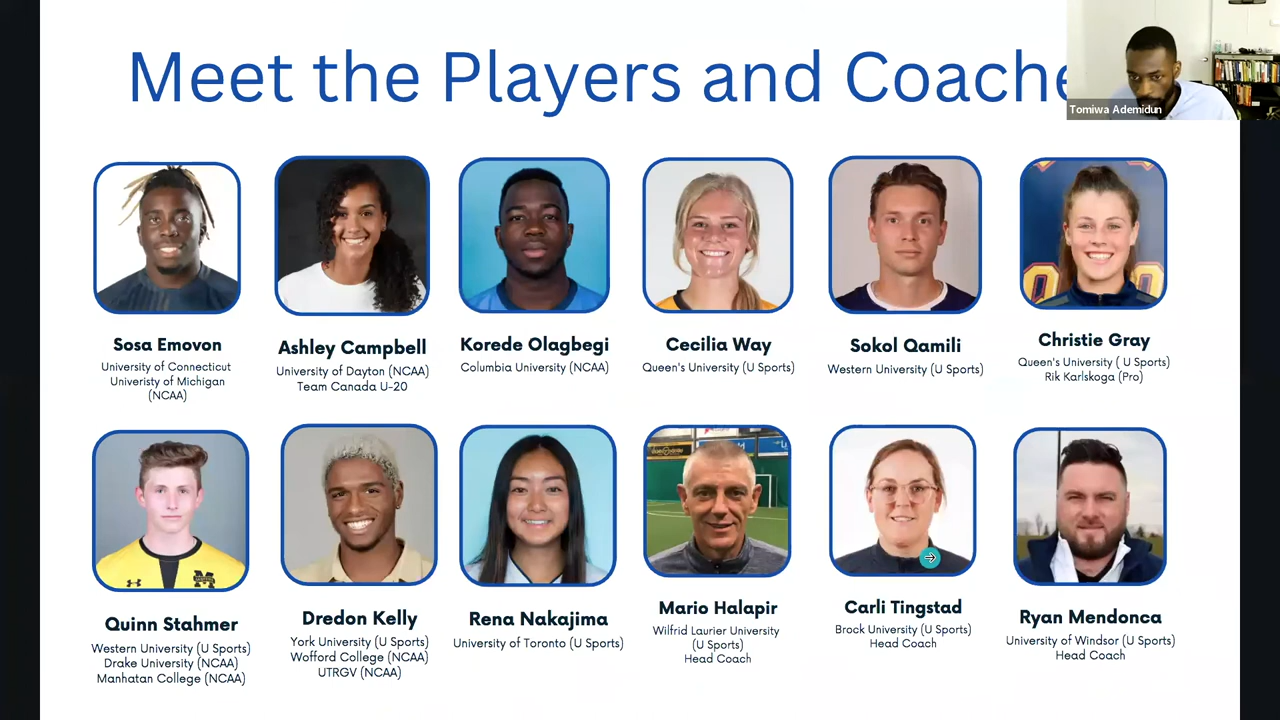 Meet the Players and Coache
Tomiwa Ademidun
Sosa Emovon
University of Connecticut
Univeristy of Michigan
(NCAA)
Ashley Campbell
University of Dayton (NCAA)
Team Canada U-20
Korede Olagbegi
Columbia University (NCAA)
Cecilia Way
Queen's University (U Sports)
Sokol Qamili
Western University (U Sports)
Christie Gray
Queen's University ( U Sports)
Rik Karlskoga (Pro)
Quinn Stahmer
Western University (U Sports)
Drake University (NCAA)
Manhatan College (NCAA)
Dredon Kelly
York University (U Sports)
Wofford College (NCAA)
UTRGV (NCAA)
Rena Nakajima
University of Toronto (U Sports)
Mario Halapir
Wilfrid Laurier University
(U Sports)
Head Coach
Carli Tingstad
Brock University (U Sports)
Head Coach
Ryan Mendonca
University of Windsor (U Sports)
Head Coach